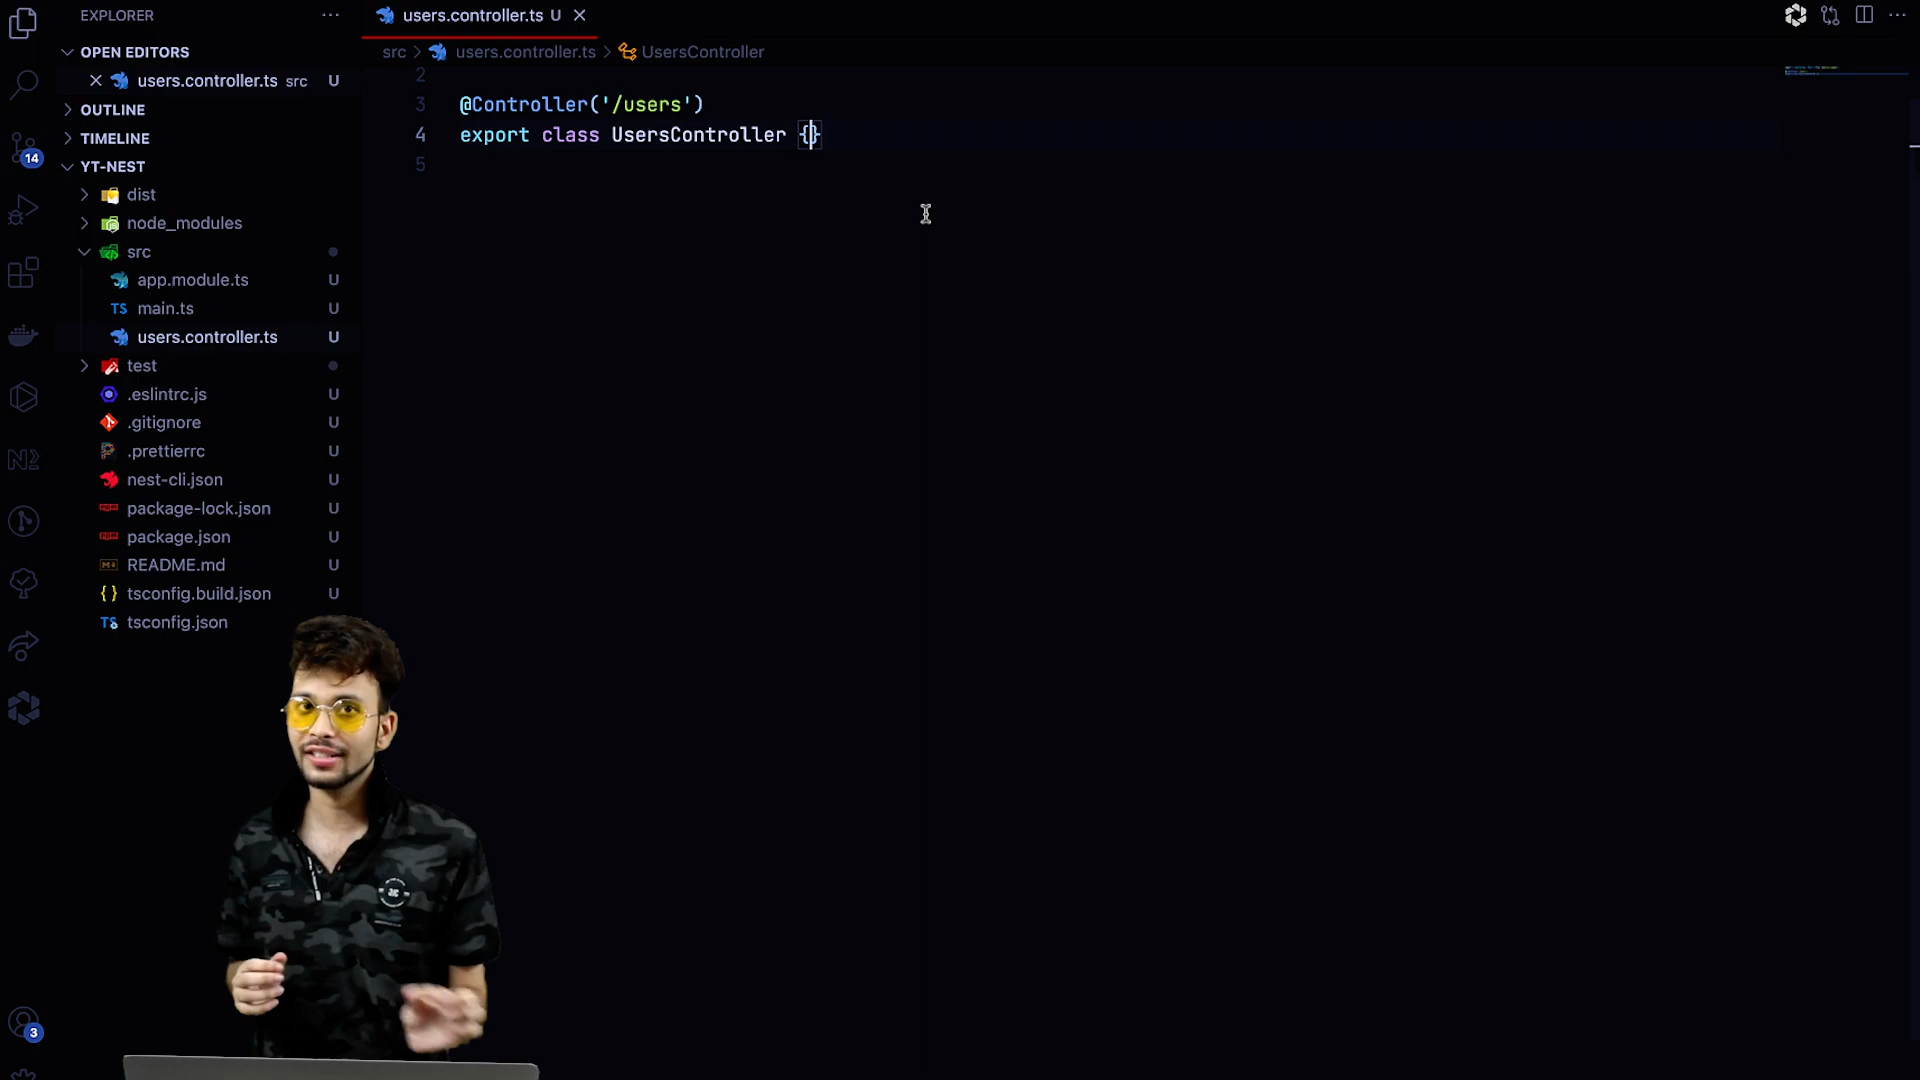 EXPLORER
OPEN EDITORS
users.controller.ts src U
OUTLINE
TIMELINE
YT-NEST
dist
node_modules
src
app.module.ts U
TS main.ts U
users.controller.ts U
test
.eslintrc.js U
.gitignore U
.prettierrc U
nest-cli.json U
package-lock.json U
package.json U
README.md U
{} tsconfig.build.json U
TS tsconfig.json
14
3
users.controller.ts U
src > users.controller.ts > UsersController
2
3 @Controller('/users')
4 export class UsersController {}
5